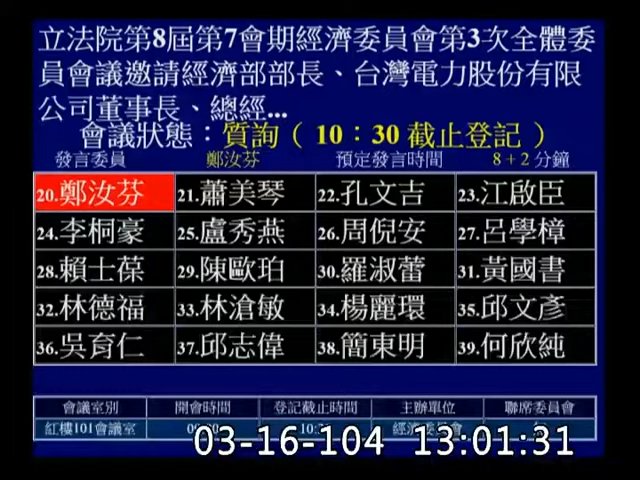 立法院第8屆第7會期經濟委員會第3次全體委
員會議邀請經濟部部長、台灣電力股份有限
公司董事長、總經...
會議狀態：質詢（10：30 截止登記）
發言委員 鄭汝芬 預定發言時間 8+2 分鐘
20.鄭汝芬 21.蕭美琴 22.孔文吉 23.江啟臣
24.李桐豪 25.盧秀燕 26.周倪安 27.呂學樟
28.賴士葆 29.陳歐珀 30.羅淑蕾 31.黃國書
32.林德福 33.林滄敏 34.楊麗環 35.邱文彥
36.吳育仁 37.邱志偉 38.簡東明 39.何欣純
會議室別 開會時間 登記截止時間 主辦單位 聯席委員會
紅樓101會議室 經濟委員會
03-16-104 13:01:31